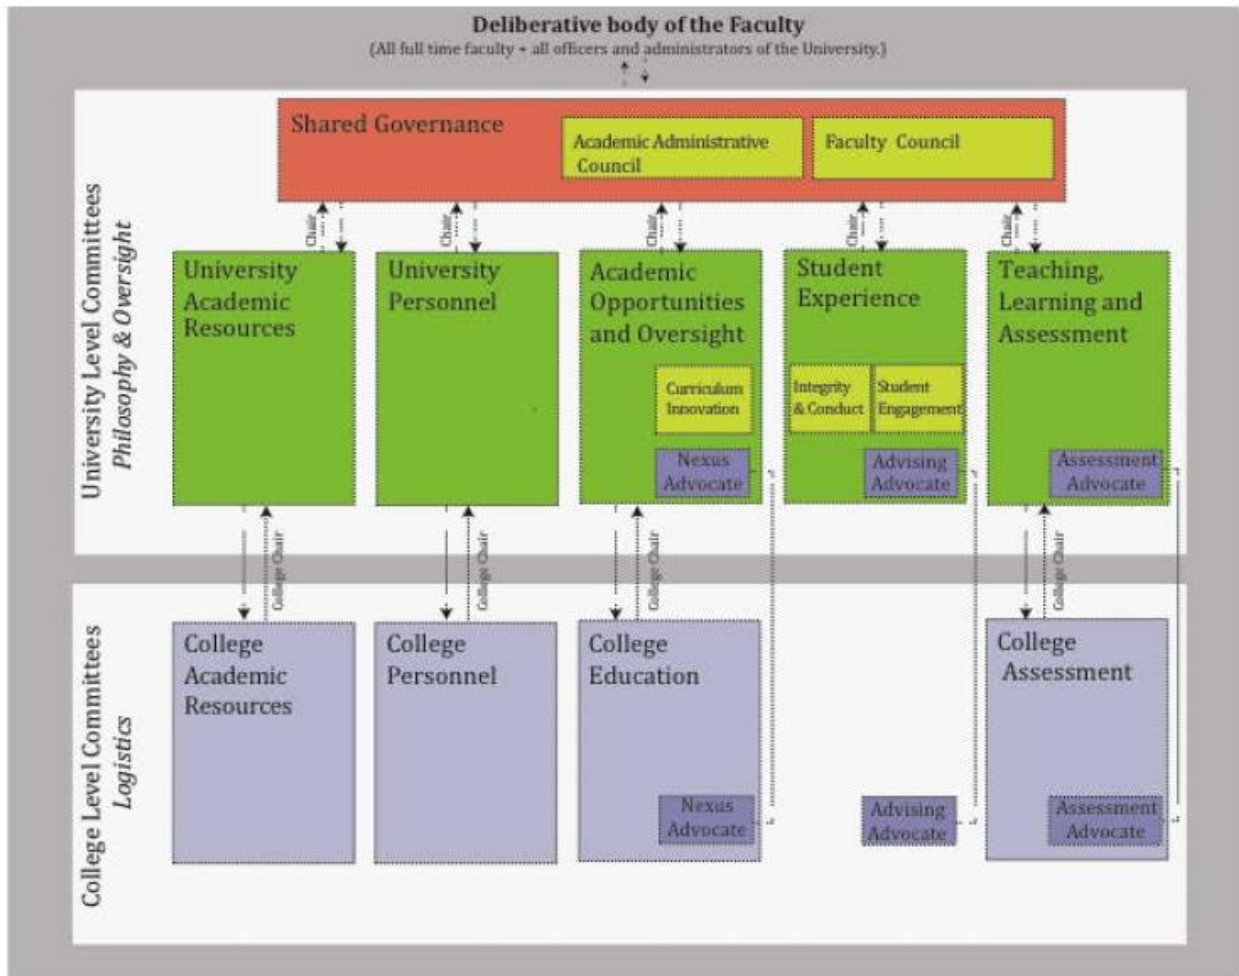 Deliberative body of the Faculty
(All full time faculty + all officers and administrators of the University.)
University Level Committees
Philosophy & Oversight
Shared Governance
Academic Administrative
Council
Faculty Council
Chair
Chair
Chair
Chair
Chair
University
Academic
Resources
University
Personnel
Academic
Opportunities
and Oversight
Curriculum
Innovation
Nexus
Advocate
Student
Experience
Integrity
& Conduct
Student
Engagement
Advising
Advocate
Teaching,
Learning and
Assessment
Assessment
Advocate
College Chair
College Chair
College Chair
College Chair
College Level Committees
Logistics
College
Academic
Resources
College
Personnel
College
Education
Nexus
Advocate
Advising
Advocate
College
Assessment
Assessment
Advocate